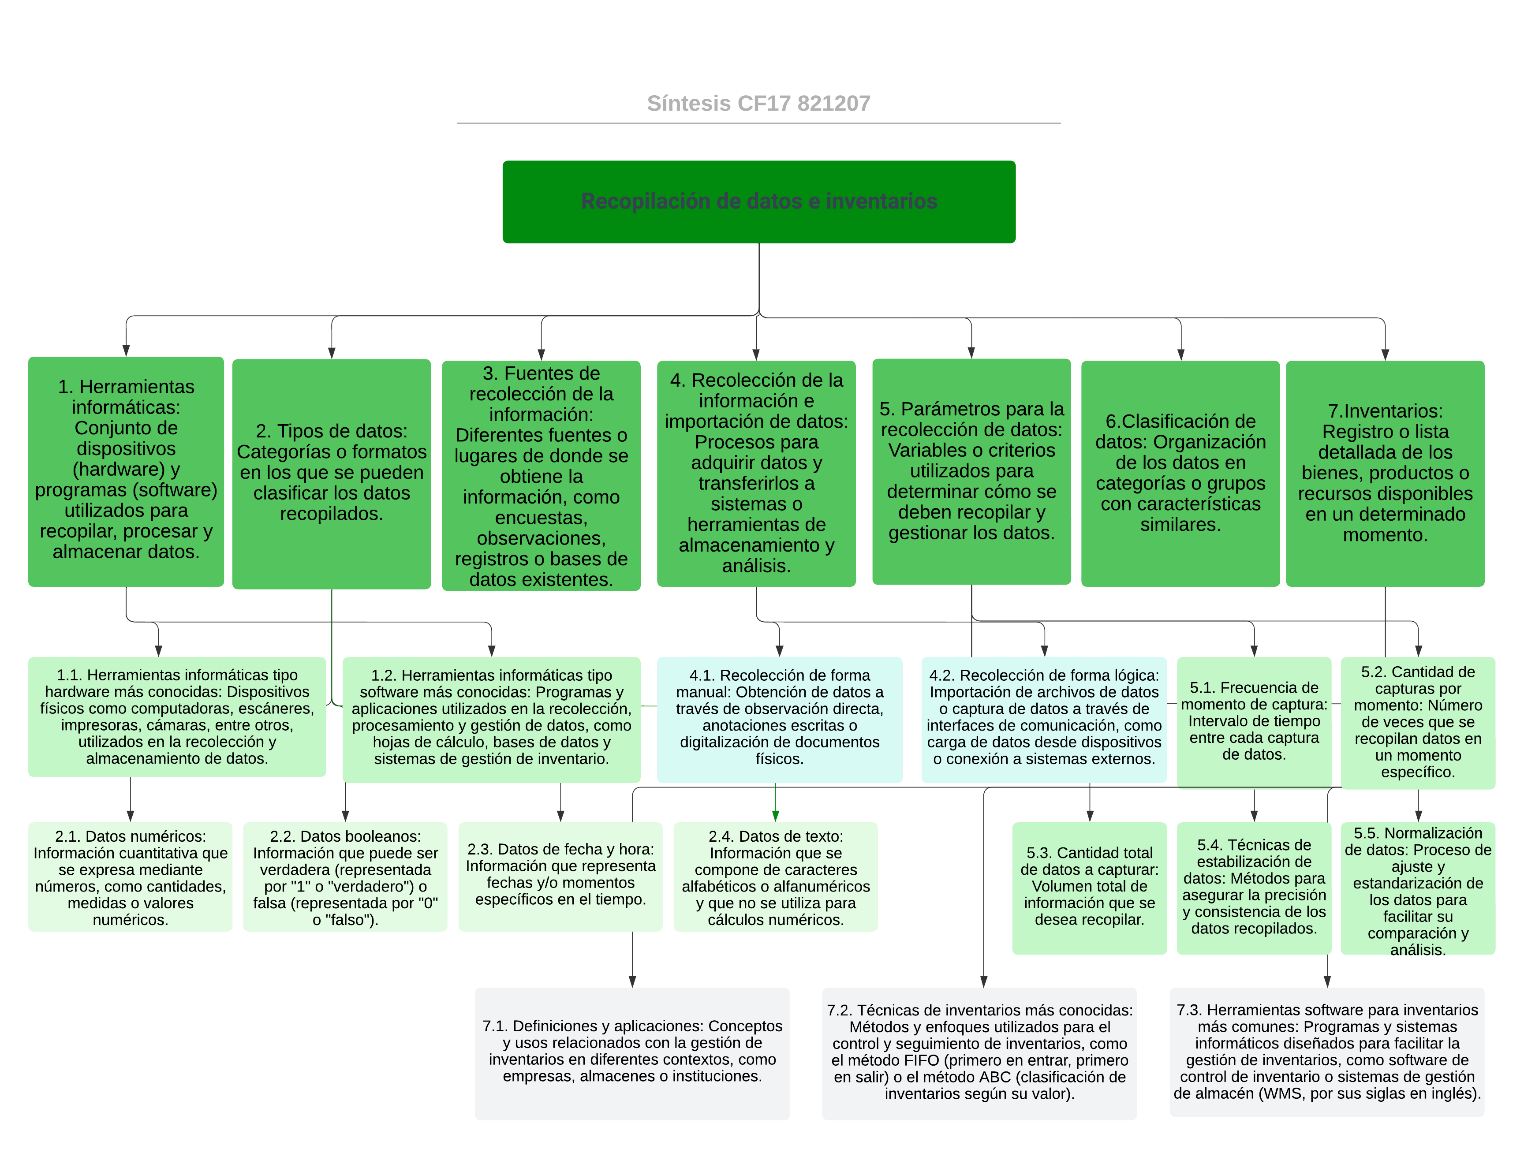 Síntesis CF17 821207
Recopilación de datos e inventarios
1. Herramientas
informáticas:
Conjunto de
dispositivos
(hardware) y
programas (software)
utilizados para
recopilar, procesar y
almacenar datos.
2. Tipos de datos:
Categorías o formatos
en los que se pueden
clasificar los datos
recopilados.
3. Fuentes de
recolección de la
información:
Diferentes fuentes o
lugares de donde se
obtiene la
información, como
encuestas,
observaciones,
registros o bases de
datos existentes.
4. Recolección de la
información e
importación de datos:
Procesos para
adquirir datos y
transferirlos a
sistemas o
herramientas de
almacenamiento y
análisis.
5. Parámetros para la
recolección de datos:
Variables o criterios
utilizados para
determinar cómo se
deben recopilar y
gestionar los datos.
6.Clasificación de
datos: Organización
de los datos en
categorías o grupos
con características
similares.
7.Inventarios:
Registro o lista
detallada de los
bienes, productos o
recursos disponibles
en un determinado
momento.
1.1. Herramientas informáticas tipo
hardware más conocidas: Dispositivos
físicos como computadoras, escáneres,
impresoras, cámaras, entre otros,
utilizados en la recolección y
almacenamiento de datos.
1.2. Herramientas informáticas tipo
software más conocidas: Programas y
aplicaciones utilizados en la recolección,
procesamiento y gestión de datos, como
hojas de cálculo, bases de datos y
sistemas de gestión de inventario.
4.1. Recolección de forma
manual: Obtención de datos a
través de observación directa,
anotaciones escritas o
digitalización de documentos
físicos.
4.2. Recolección de forma lógica:
Importación de archivos de datos
o captura de datos a través de
interfaces de comunicación, como
carga de datos desde dispositivos
o conexión a sistemas externos.
5.1. Frecuencia de
momento de captura:
Intervalo de tiempo
entre cada captura
de datos.
5.2. Cantidad de
capturas por
momento: Número
de veces que se
recopilan datos en
un momento
específico.
2.1. Datos numéricos:
Información cuantitativa que
se expresa mediante
números, como cantidades,
medidas o valores
numéricos.
2.2. Datos booleanos:
Información que puede ser
verdadera (representada
por "1" o "verdadero") o
falsa (representada por "0"
o "falso").
2.3. Datos de fecha y hora:
Información que representa
fechas y/o momentos
específicos en el tiempo.
2.4. Datos de texto:
Información que se
compone de caracteres
alfabéticos o alfanuméricos
y que no se utiliza para
cálculos numéricos.
5.3. Cantidad total
de datos a capturar:
Volumen total de
información que se
desea recopilar.
5.4. Técnicas de
estabilización de
datos: Métodos para
asegurar la precisión
y consistencia de los
datos recopilados.
5.5. Normalización
de datos: Proceso de
ajuste y
estandarización de
los datos para
facilitar su
comparación y
análisis.
7.1. Definiciones y aplicaciones: Conceptos
y usos relacionados con la gestión de
inventarios en diferentes contextos, como
empresas, almacenes o instituciones.
7.2. Técnicas de inventarios más conocidas:
Métodos y enfoques utilizados para el
control y seguimiento de inventarios, como
el método FIFO (primero en entrar, primero
en salir) o el método ABC (clasificación de
inventarios según su valor).
7.3. Herramientas software para inventarios
más comunes: Programas y sistemas
informáticos diseñados para facilitar la
gestión de inventarios, como software de
control de inventario o sistemas de gestión
de almacén (WMS, por sus siglas en inglés).